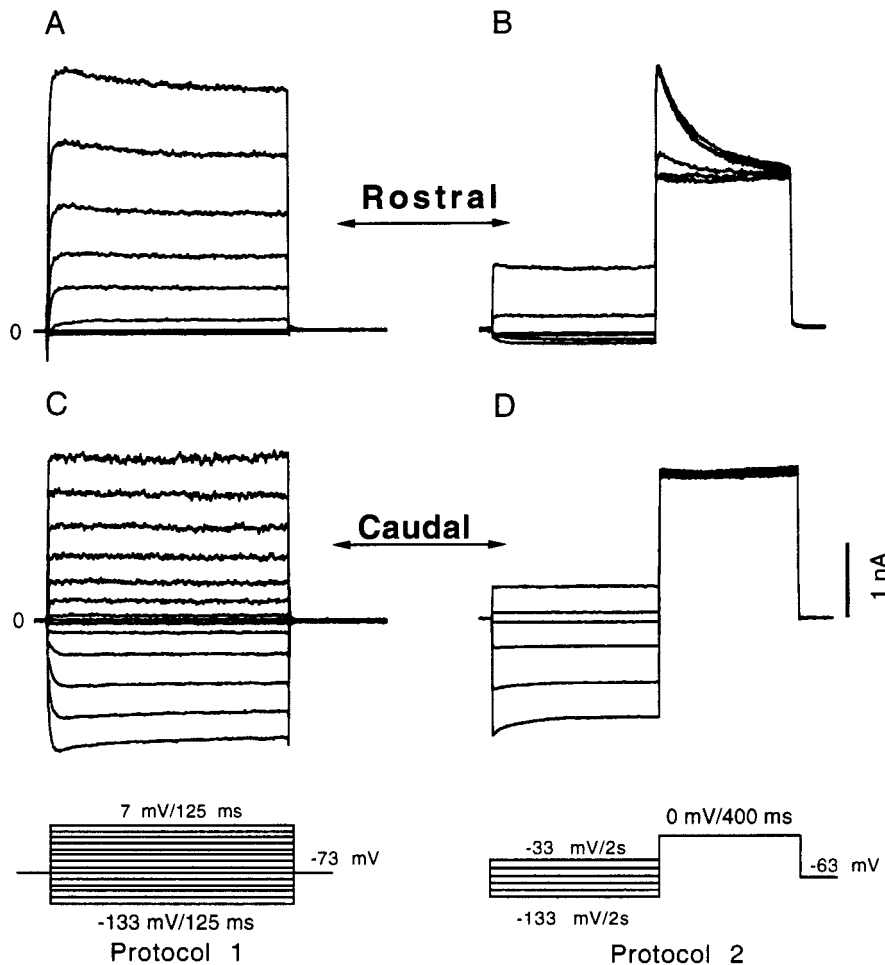 A
B
Rostral
0
C
D
Caudal
0
1 nA
7 mV/125 ms
-73 mV
-133 mV/125 ms
Protocol 1
0 mV/400 ms
-33 mV/2s
-63 mV
-133 mV/2s
Protocol 2